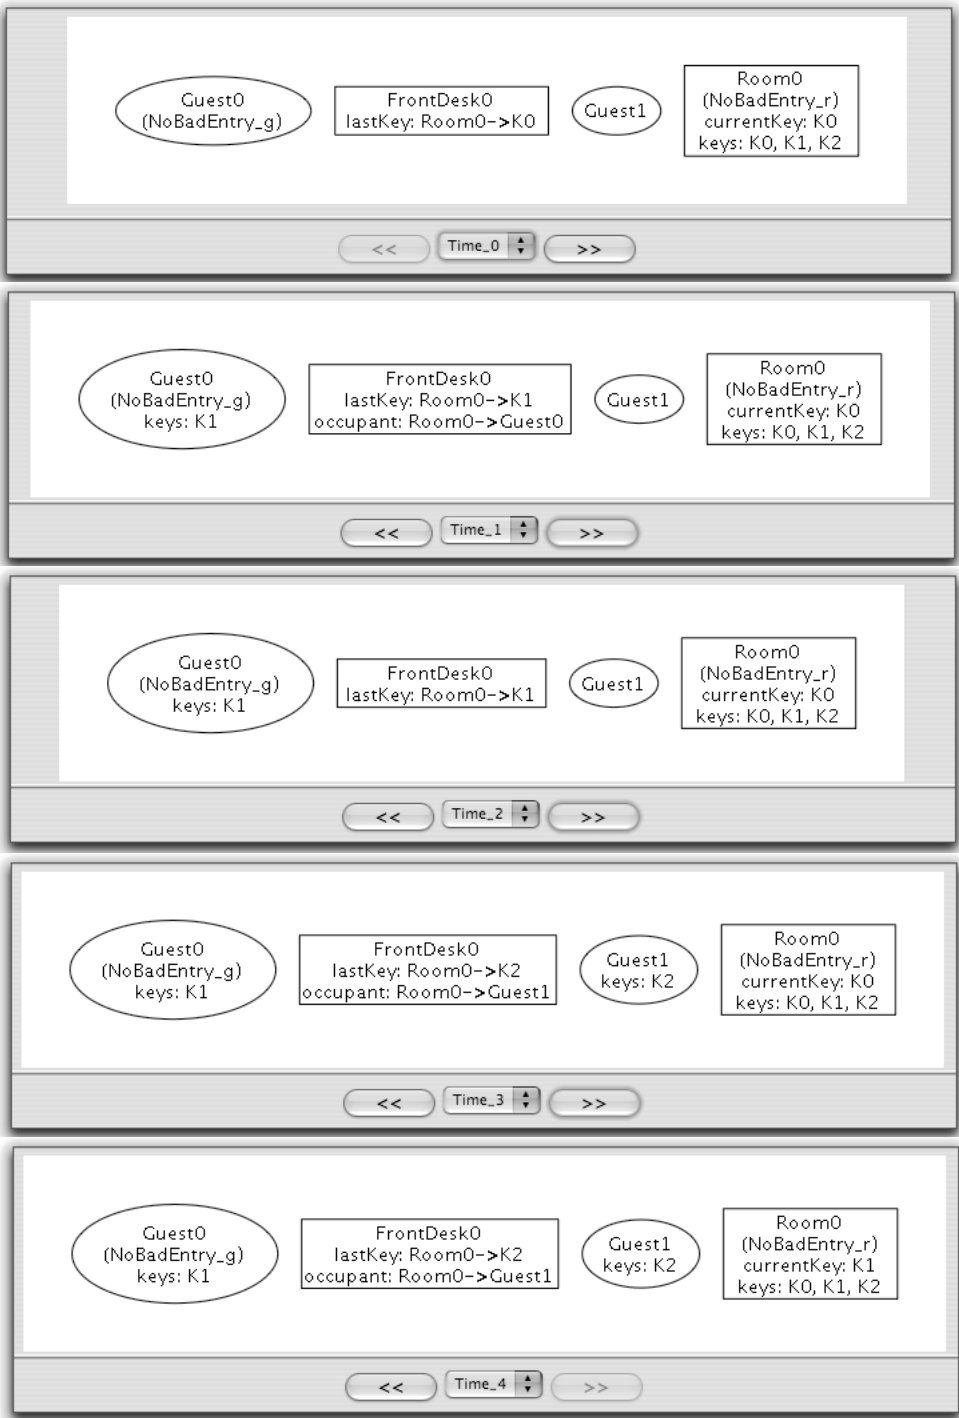 Guest0
(NoBadEntry_g)
FrontDesk0
lastKey: Room0->K0
Guest1
Room0
(NoBadEntry_r)
currentKey: K0
keys: K0, K1, K2
<< Time_0 >>
Guest0
(NoBadEntry_g)
keys: K1
FrontDesk0
lastKey: Room0->K1
occupant: Room0->Guest0
Guest1
Room0
(NoBadEntry_r)
currentKey: K0
keys: K0, K1, K2
<< Time_1 >>
Guest0
(NoBadEntry_g)
keys: K1
FrontDesk0
lastKey: Room0->K1
Guest1
Room0
(NoBadEntry_r)
currentKey: K0
keys: K0, K1, K2
<< Time_2 >>
Guest0
(NoBadEntry_g)
keys: K1
FrontDesk0
lastKey: Room0->K2
occupant: Room0->Guest1
Guest1
keys: K2
Room0
(NoBadEntry_r)
currentKey: K0
keys: K0, K1, K2
<< Time_3 >>
Guest0
(NoBadEntry_g)
keys: K1
FrontDesk0
lastKey: Room0->K2
occupant: Room0->Guest1
Guest1
keys: K2
Room0
(NoBadEntry_r)
currentKey: K1
keys: K0, K1, K2
<< Time_4 >>